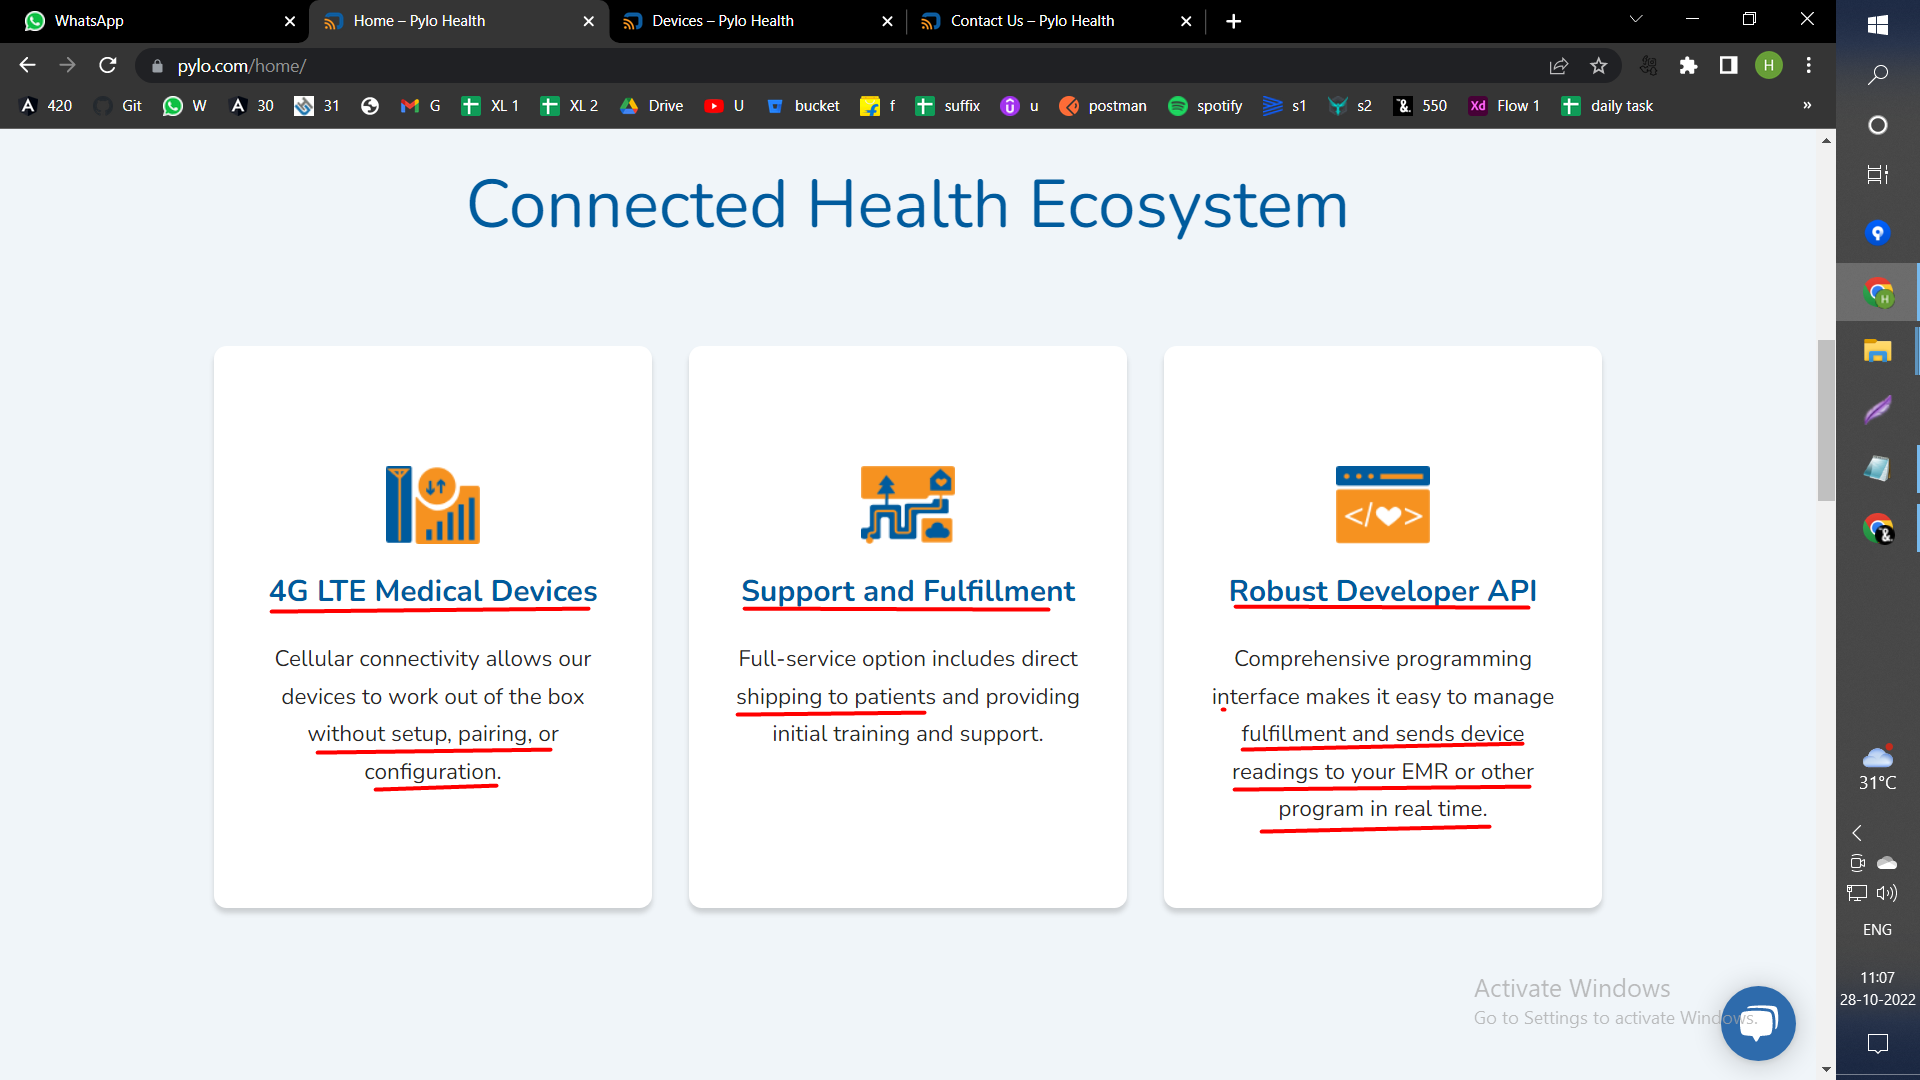 WhatsApp
Home – Pylo Health
Devices – Pylo Health
Contact Us – Pylo Health
pylo.com/home/
H
420
Git
W
30
31
G
XL 1
XL 2
Drive
U
bucket
f
suffix
u
postman
spotify
s1
s2
550
Xd Flow 1
daily task
»
Connected Health Ecosystem
4G LTE Medical Devices
Cellular connectivity allows our
devices to work out of the box
without setup, pairing, or
configuration.
Support and Fulfillment
Full-service option includes direct
shipping to patients and providing
initial training and support.
</>
Robust Developer API
Comprehensive programming
interface makes it easy to manage
fulfillment and sends device
readings to your EMR or other
program in real time.
Activate Windows
Go to Settings to activate Windows.
H
&
31°C
ENG
11:07
28-10-2022